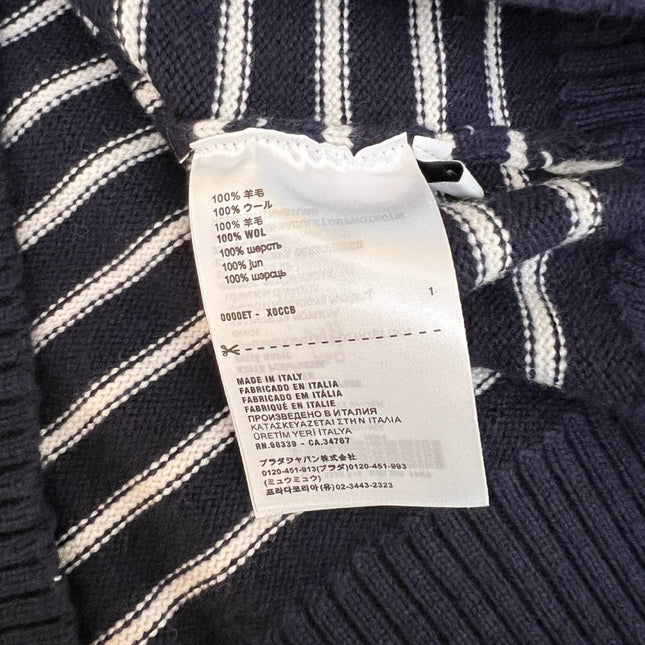 100% 羊毛
100% ウール
100% 羊毛
100% WOL
100% шерсть
100% jun
100% шэрсць
1
0000ET - X0CCB
MADE IN ITALY
FABRICADO EN ITALIA
FABRICADO EM ITÁLIA
FABRIQUÉ EN ITALIE
ПРОИЗВЕДЕНО В ИТАЛИЯ
ΚΑΤΑΣΚΕΥΑΖΕΤΑΙ ΣΤΗ Ν ΙΤΑΛΙΑ
ÜRETİM YERİ İTALYA
RN.98339 - CA.34707
プラダジャパン株式会社
0120-451-913(プラダ)0120-451-993
(ミュウミュウ)
프라다코리아(유)02-3443-2323